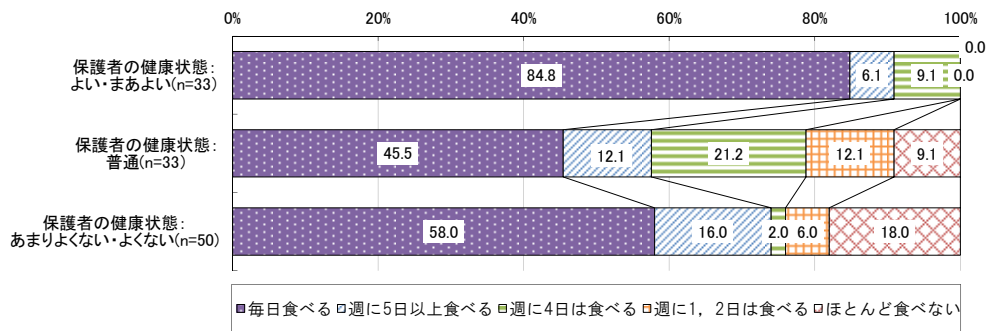 0% 20% 40% 60% 80% 100%
保護者の健康状態:
よい・まあよい(n=33)
84.8 6.1 9.1 0.0 0.0
保護者の健康状態:
普通(n=33)
45.5 12.1 21.2 12.1 9.1
保護者の健康状態:
あまりよくない・よくない(n=50)
58.0 16.0 2.0 6.0 18.0
毎日食べる 週に5日以上食べる 週に4日は食べる 週に1,2日は食べる ほとんど食べない